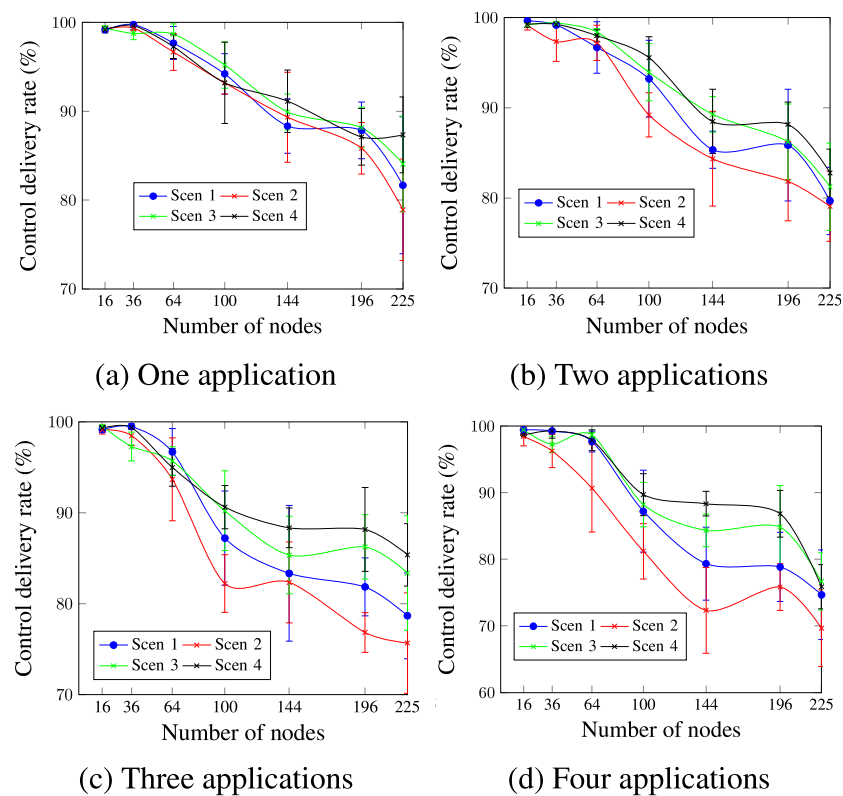 100
90
80
70
Control delivery rate (%)
Scen 1 Scen 2
Scen 3 Scen 4
16 36 64 100 144 196 225
Number of nodes
(a) One application
100
90
80
70
Control delivery rate (%)
Scen 1 Scen 2
Scen 3 Scen 4
16 36 64 100 144 196 225
Number of nodes
(b) Two applications
100
90
80
70
Control delivery rate (%)
Scen 1 Scen 2
Scen 3 Scen 4
16 36 64 100 144 196 225
Number of nodes
(c) Three applications
100
90
80
70
60
Control delivery rate (%)
Scen 1 Scen 2
Scen 3 Scen 4
16 36 64 100 144 196 225
Number of nodes
(d) Four applications